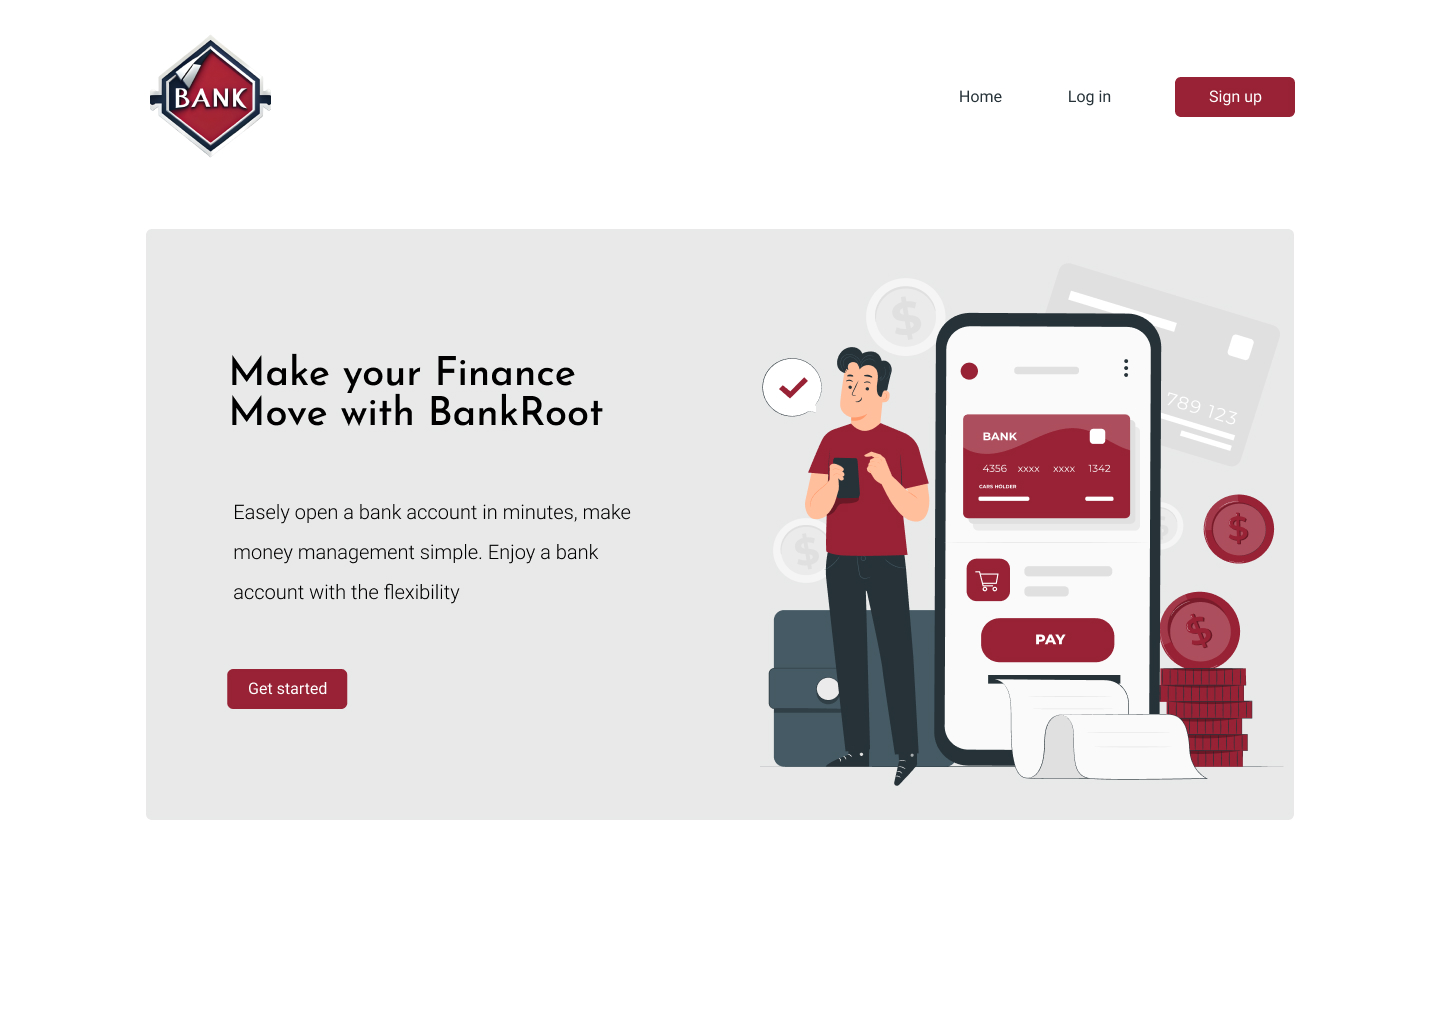 BANK
Home
Log in
Sign up
Make your Finance
Move with BankRoot
Easely open a bank account in minutes, make
money management simple. Enjoy a bank
account with the flexibility
Get started
$
789 123
BANK
4356 xxxx xxxx 1342
CARS HOLDER
$
$
PAY
$